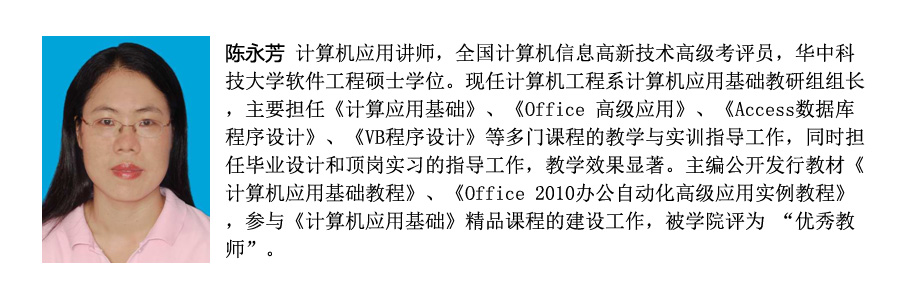 陈永芳 计算机应用讲师，全国计算机信息高新技术高级考评员，华中科
技大学软件工程硕士学位。现任计算机工程系计算机应用基础教研组组长
，主要担任《计算应用基础》、《Office 高级应用》、《Access数据库
程序设计》、《VB程序设计》等多门课程的教学与实训指导工作，同时担
任毕业设计和顶岗实习的指导工作，教学效果显著。主编公开发行教材《
计算机应用基础教程》、《Office 2010办公自动化高级应用实例教程》
，参与《计算机应用基础》精品课程的建设工作，被学院评为 “优秀教
师”。